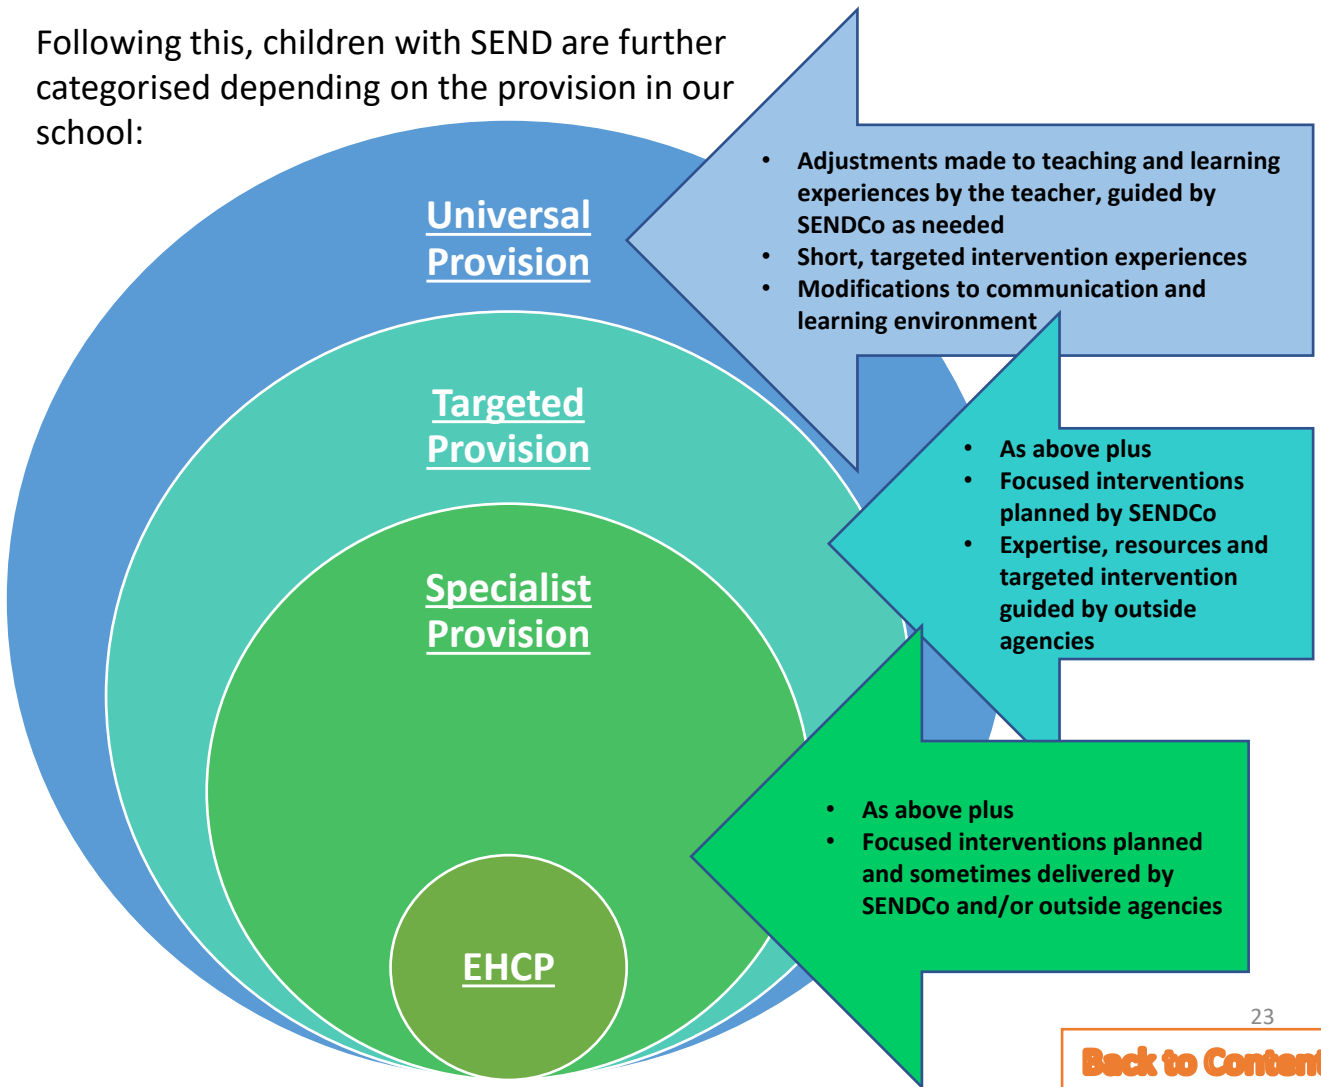 Following this, children with SEND are further
categorised depending on the provision in our
school:
Universal
Provision
• Adjustments made to teaching and learning
experiences by the teacher, guided by
SENDCo as needed
• Short, targeted intervention experiences
• Modifications to communication and
learning environment
Targeted
Provision
• As above plus
• Focused interventions
planned by SENDCo
• Expertise, resources and
targeted intervention
guided by outside
agencies
Specialist
Provision
• As above plus
• Focused interventions planned
and sometimes delivered by
SENDCo and/or outside agencies
EHCP
23
Back to Content